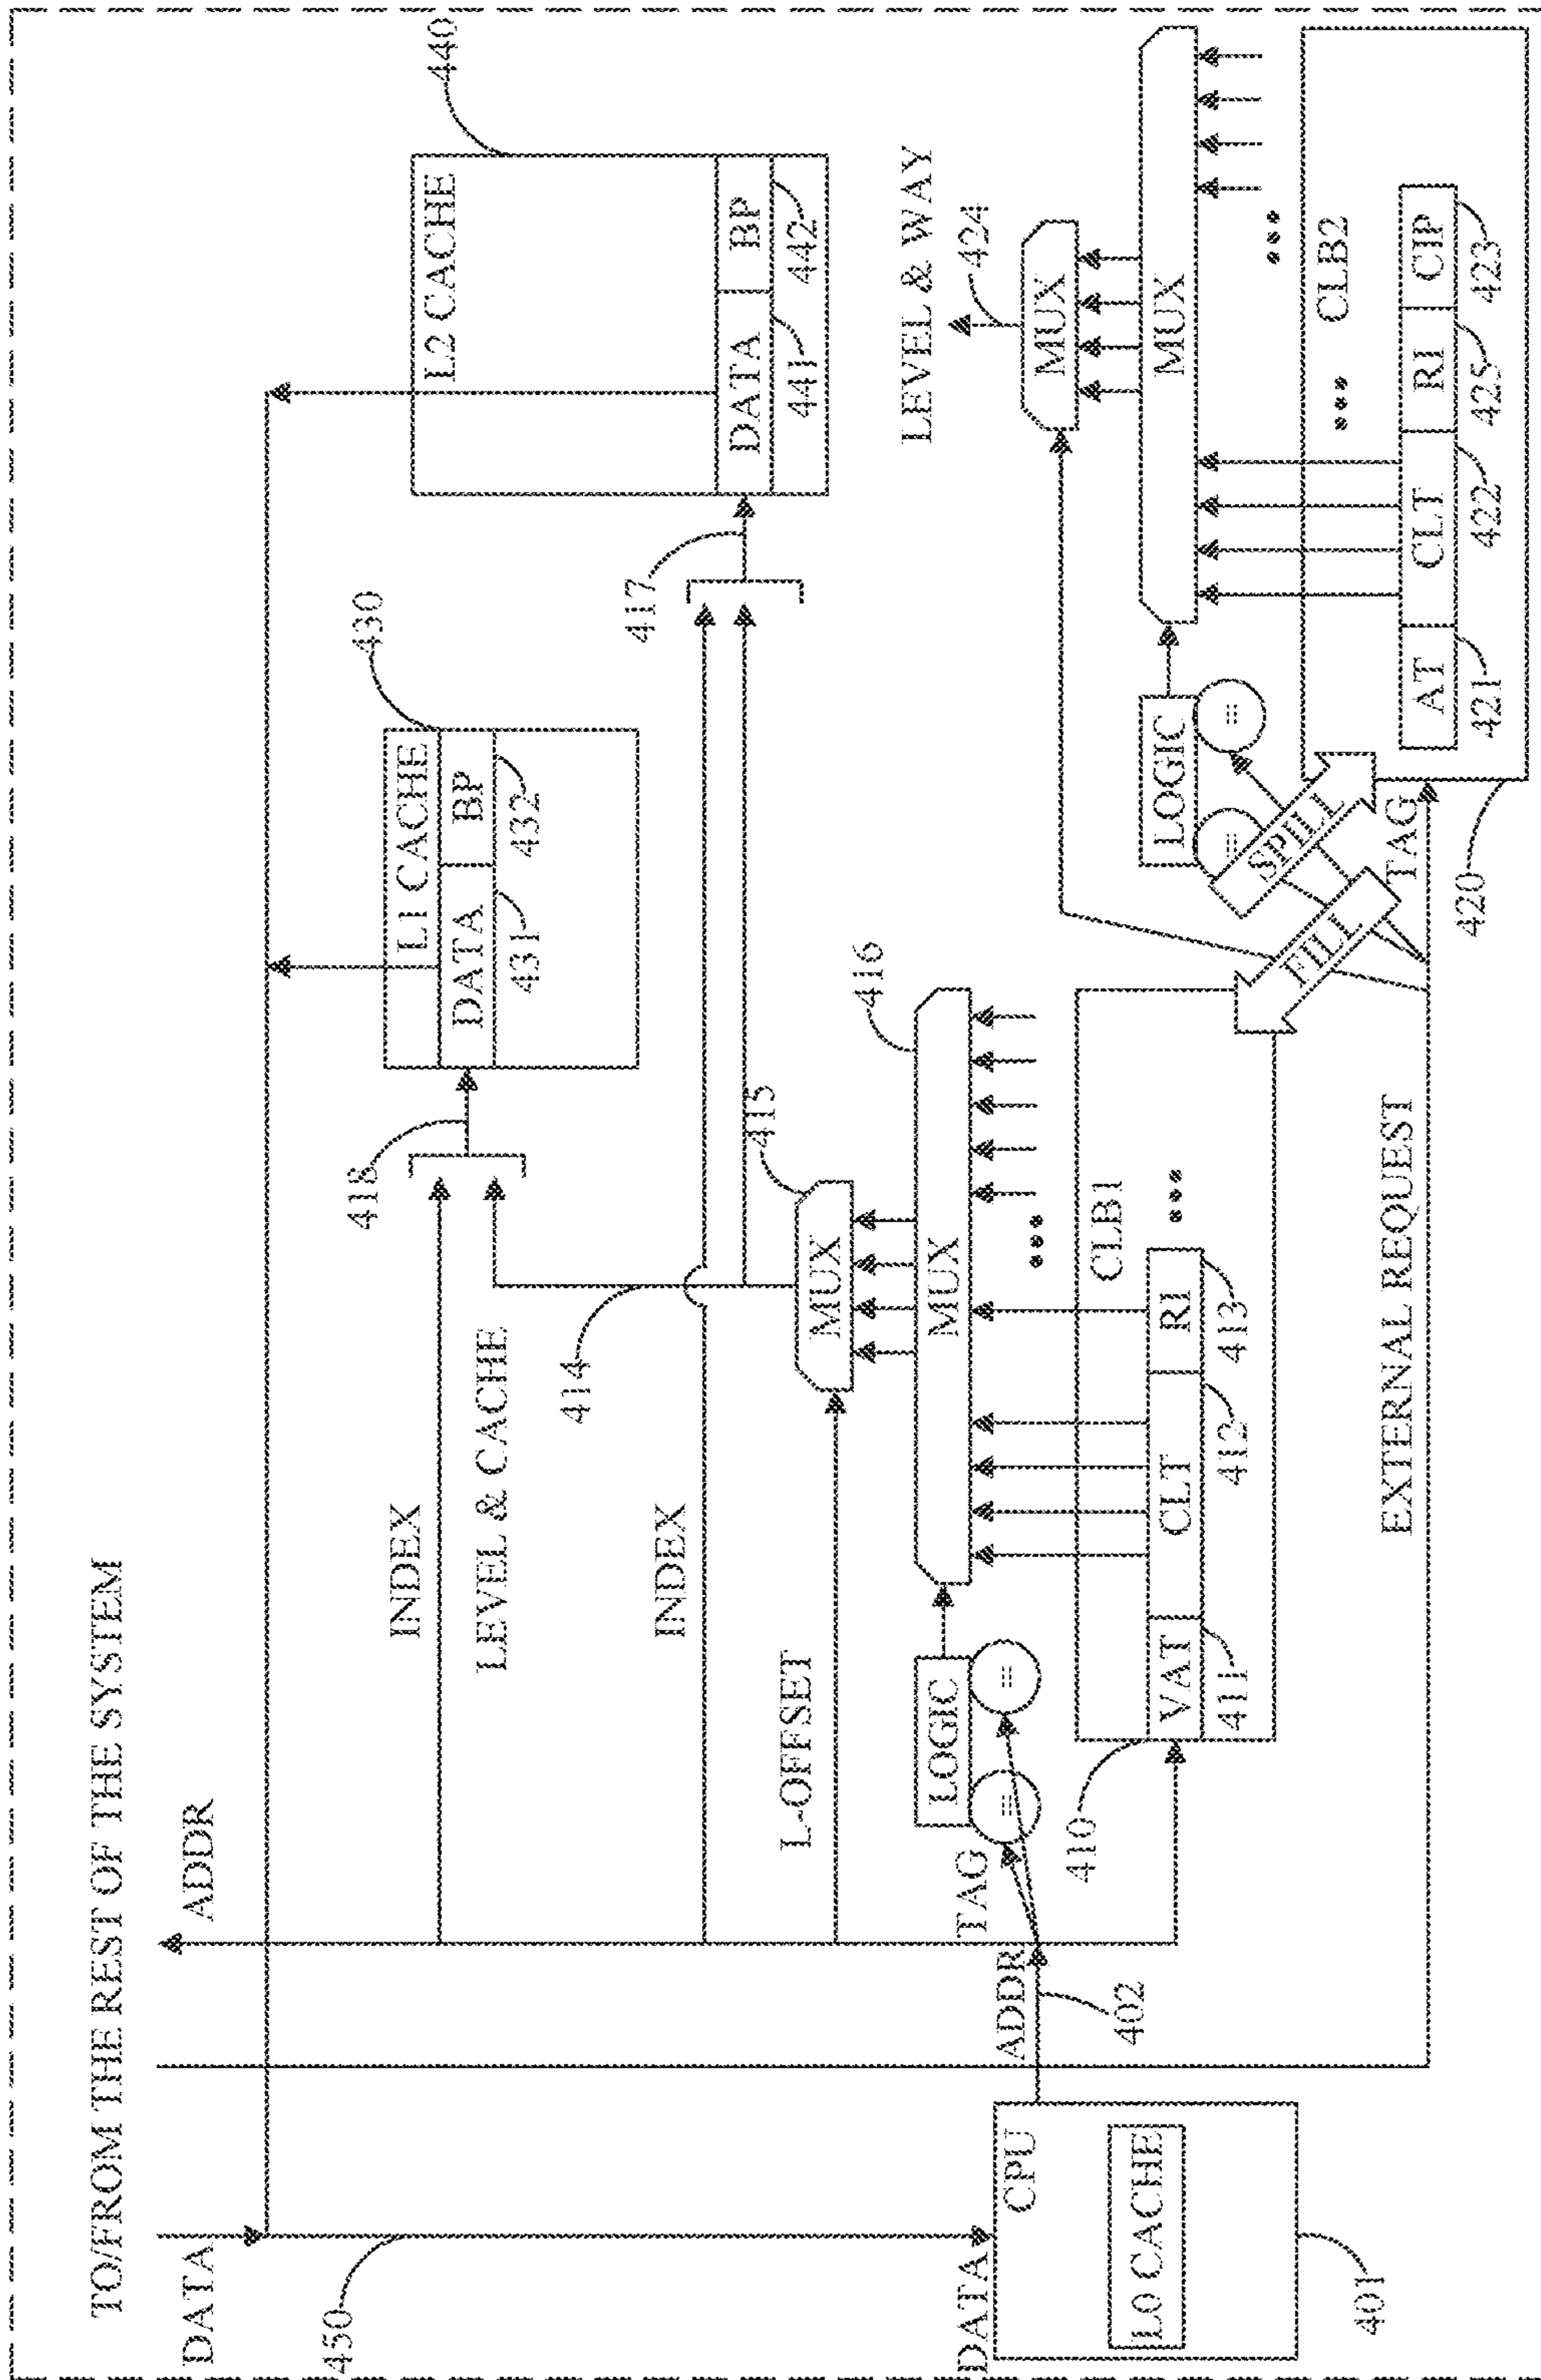 TO/FROM THE REST OF THE SYSTEM
DATA
ADDR
450
INDEX
LEVEL & CACHE
INDEX
418
414
L1 CACHE
DATA
BP
430
431
432
417
L2 CACHE
DATA
BP
440
441
442
L-OFFSET
MUX
415
MUX
416
LOGIC
=
=
TAG
ADDR
402
DATA
CPU
L0 CACHE
401
410
CLB1
VAT
CLT
RI
...
...
411
412
413
EXTERNAL REQUEST
FILL
SPILL
TAG
420
LEVEL & WAY
424
MUX
MUX
LOGIC
=
=
...
CLB2
...
AT
CLT
RI
CIP
421
422
425
423